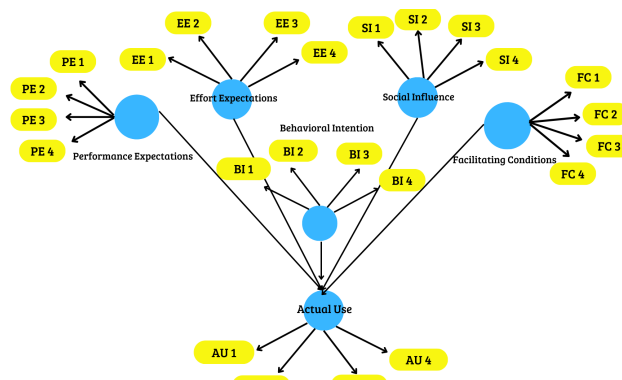 EE 2
EE 3
SI 1
SI 2
SI 3
PE 1
EE 1
EE 4
SI 4
PE 2
Effort Expectations
Social Influence
FC 1
PE 3
FC 2
PE 4
Performance Expectations
Behavioral Intention
FC 3
BI 1
BI 2
BI 3
Facilitating Conditions
BI 4
FC 4
Actual Use
AU 1
AU 4